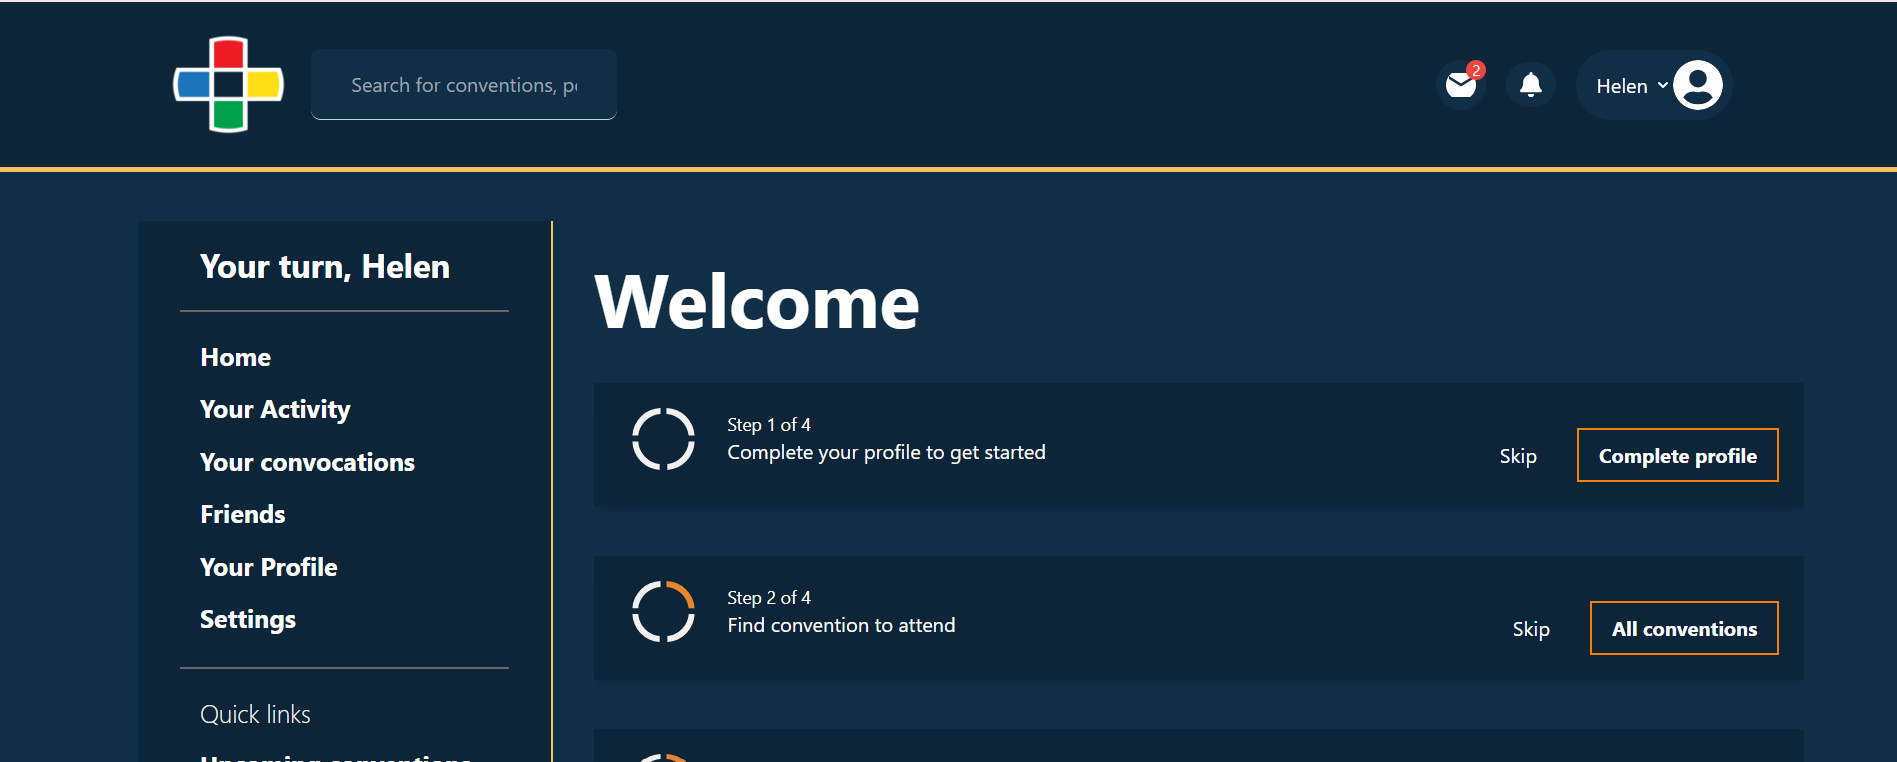 Search for conventions, p
2
Helen
Your turn, Helen
Home
Your Activity
Your convocations
Friends
Your Profile
Settings
Quick links
Upcoming conventions
Welcome
Step 1 of 4
Complete your profile to get started
Skip
Complete profile
Step 2 of 4
Find convention to attend
Skip
All conventions